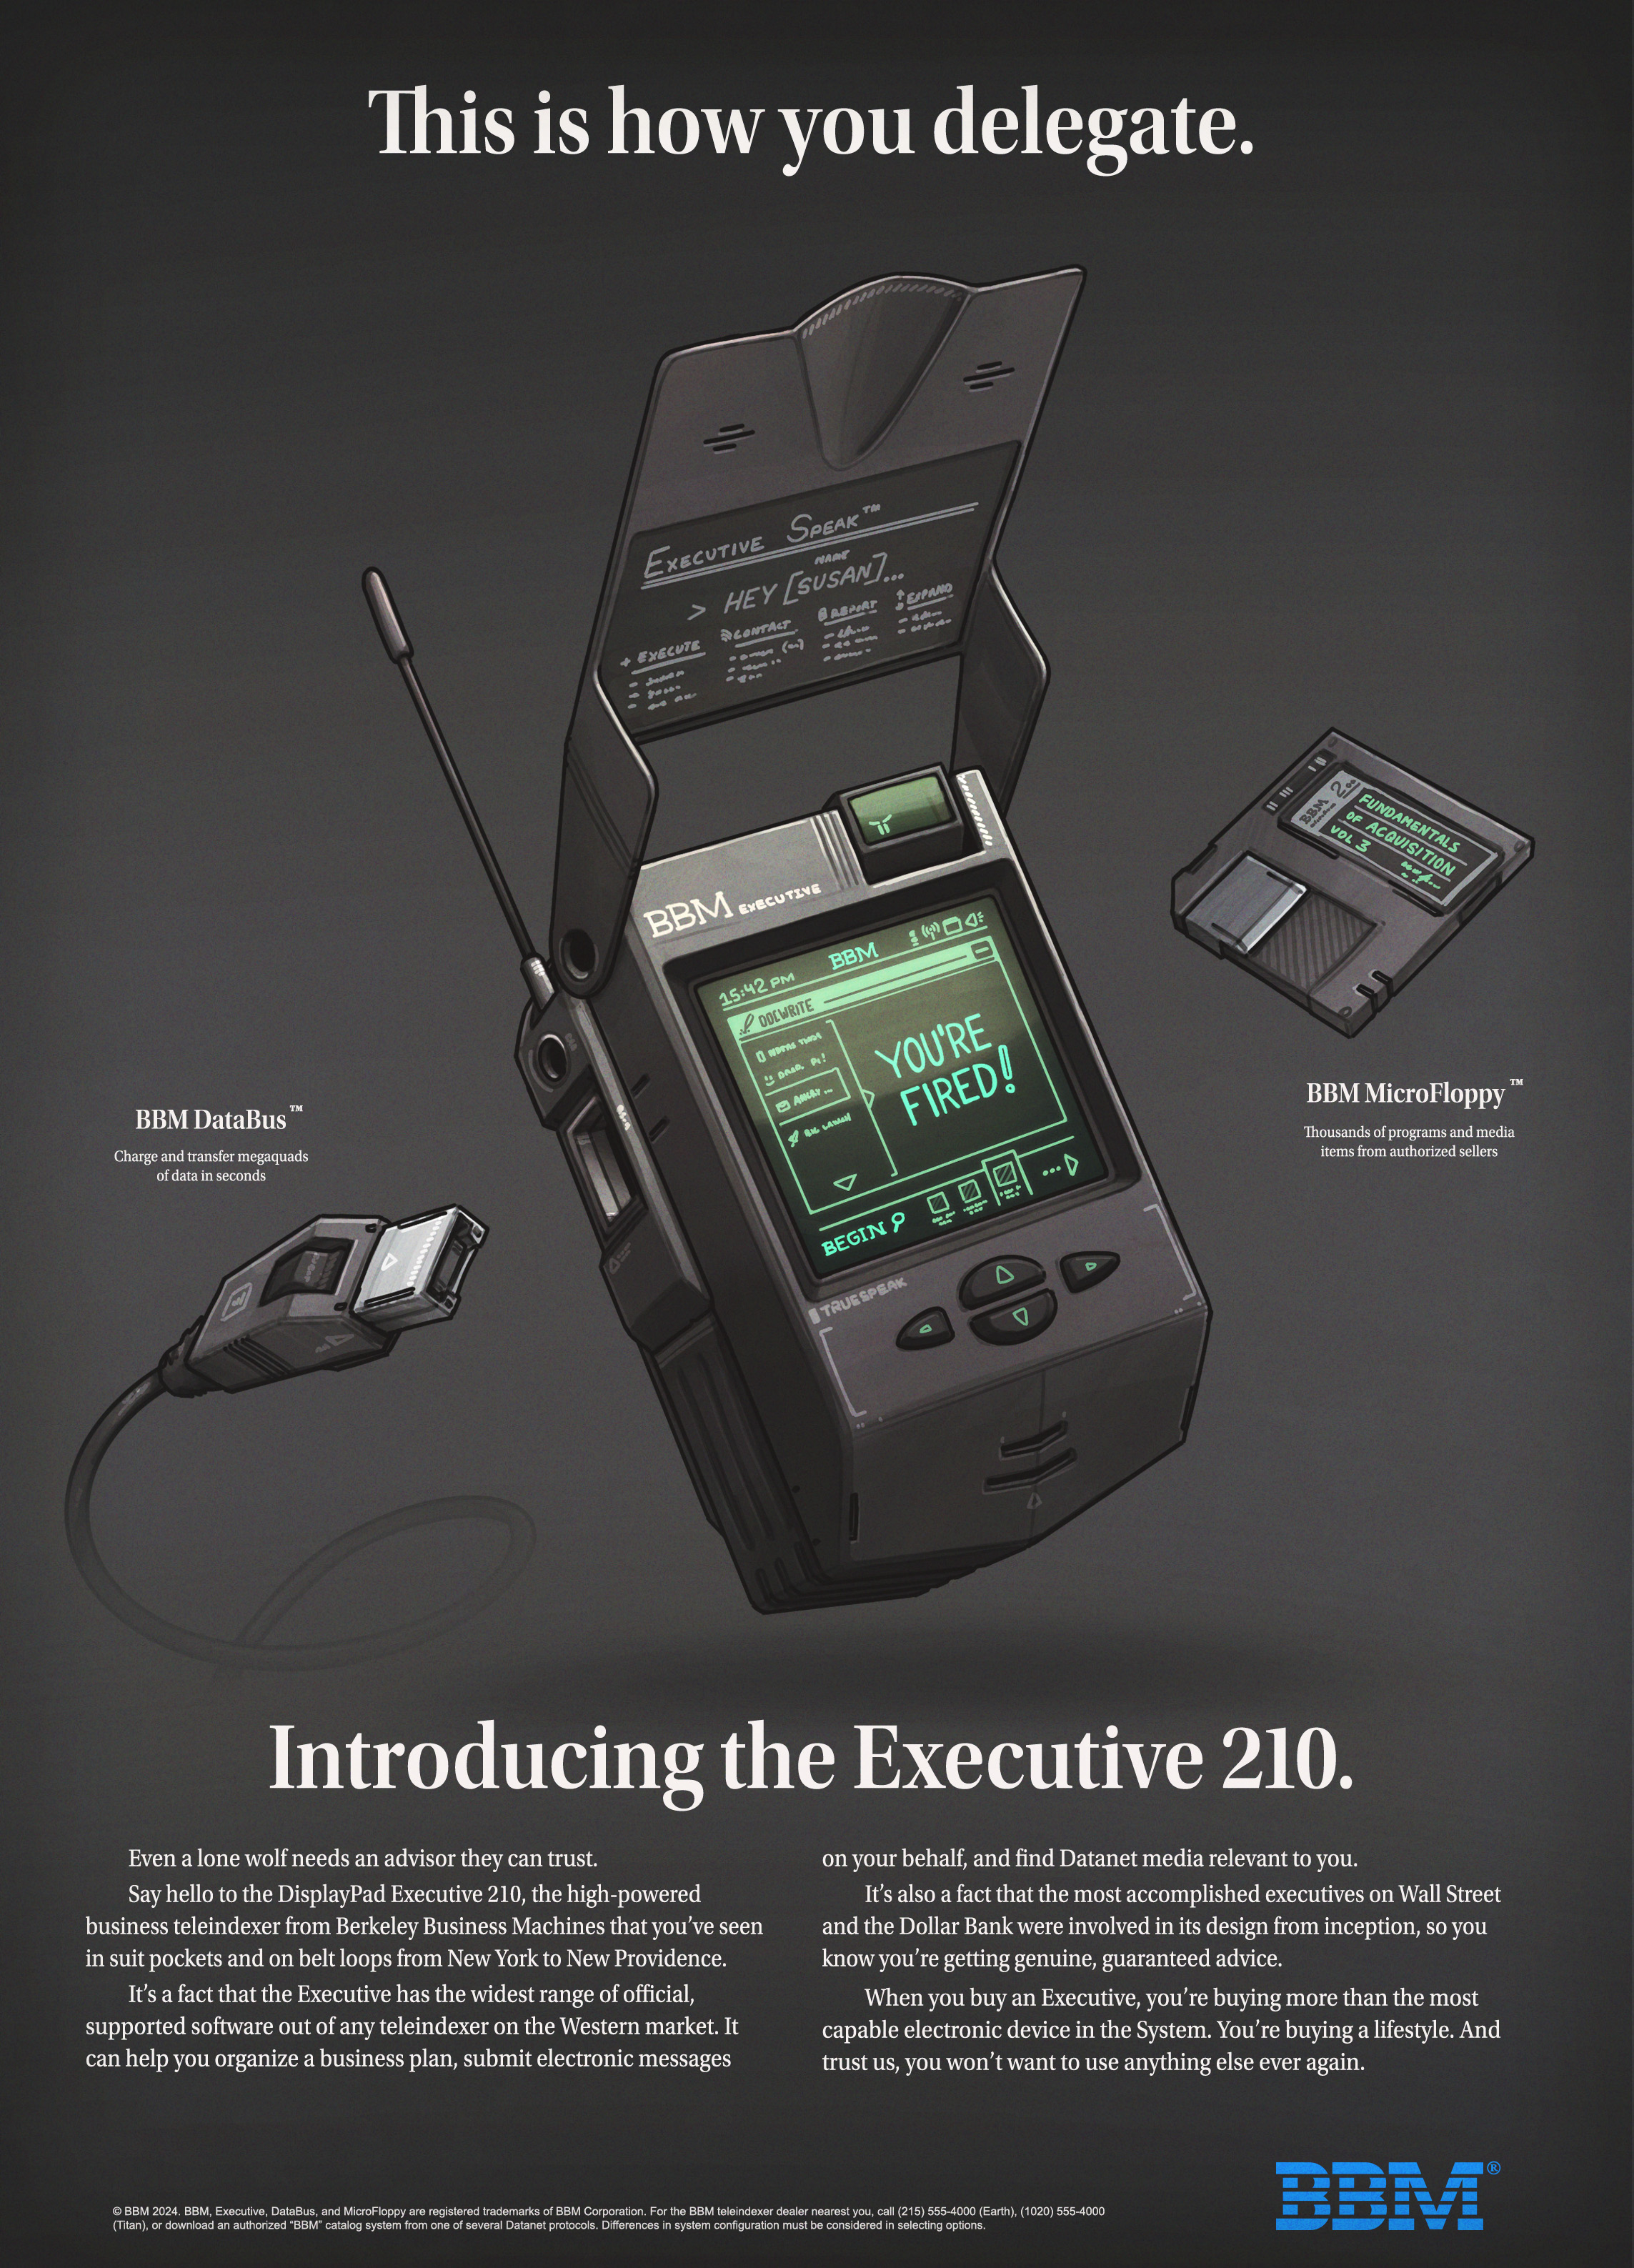 This is how you delegate.
EXECUTIVE SPEAK™
NAME
> HEY [SUSAN]...
+ EXECUTE
CONTACT
REPORT
EXPAND
BBM EXECUTIVE
15:42 PM
BBM
DOCWRITE
YOU'RE
FIRED!
BIG LAUNCH
BEGIN
...
TRUESPEAK
BBM 2.0
FUNDAMENTALS
OF ACQUISITION
VOL 3
BBM MicroFloppy™
Thousands of programs and media
items from authorized sellers
BBM DataBus™
Charge and transfer megaquads
of data in seconds
Introducing the Executive 210.
Even a lone wolf needs an advisor they can trust.
Say hello to the DisplayPad Executive 210, the high-powered
business teleindexer from Berkeley Business Machines that you've seen
in suit pockets and on belt loops from New York to New Providence.
It's a fact that the Executive has the widest range of official,
supported software out of any teleindexer on the Western market. It
can help you organize a business plan, submit electronic messages
on your behalf, and find Datanet media relevant to you.
It's also a fact that the most accomplished executives on Wall Street
and the Dollar Bank were involved in its design from inception, so you
know you're getting genuine, guaranteed advice.
When you buy an Executive, you're buying more than the most
capable electronic device in the System. You're buying a lifestyle. And
trust us, you won't want to use anything else ever again.
© BBM 2024. BBM, Executive, DataBus, and MicroFloppy are registered trademarks of BBM Corporation. For the BBM teleindexer dealer nearest you, call (215) 555-4000 (Earth), (1020) 555-4000
(Titan), or download an authorized "BBM" catalog system from one of several Datanet protocols. Differences in system configuration must be considered in selecting options.
BBM®